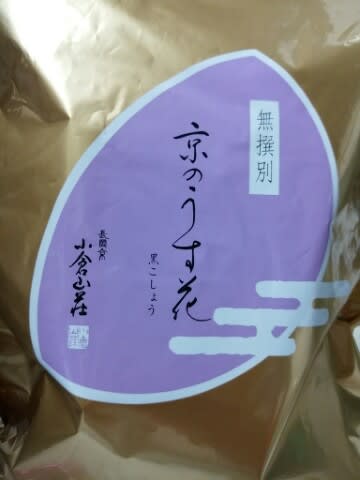 無撰別
京のうす花
黒こしょう
長岡京
小倉山荘